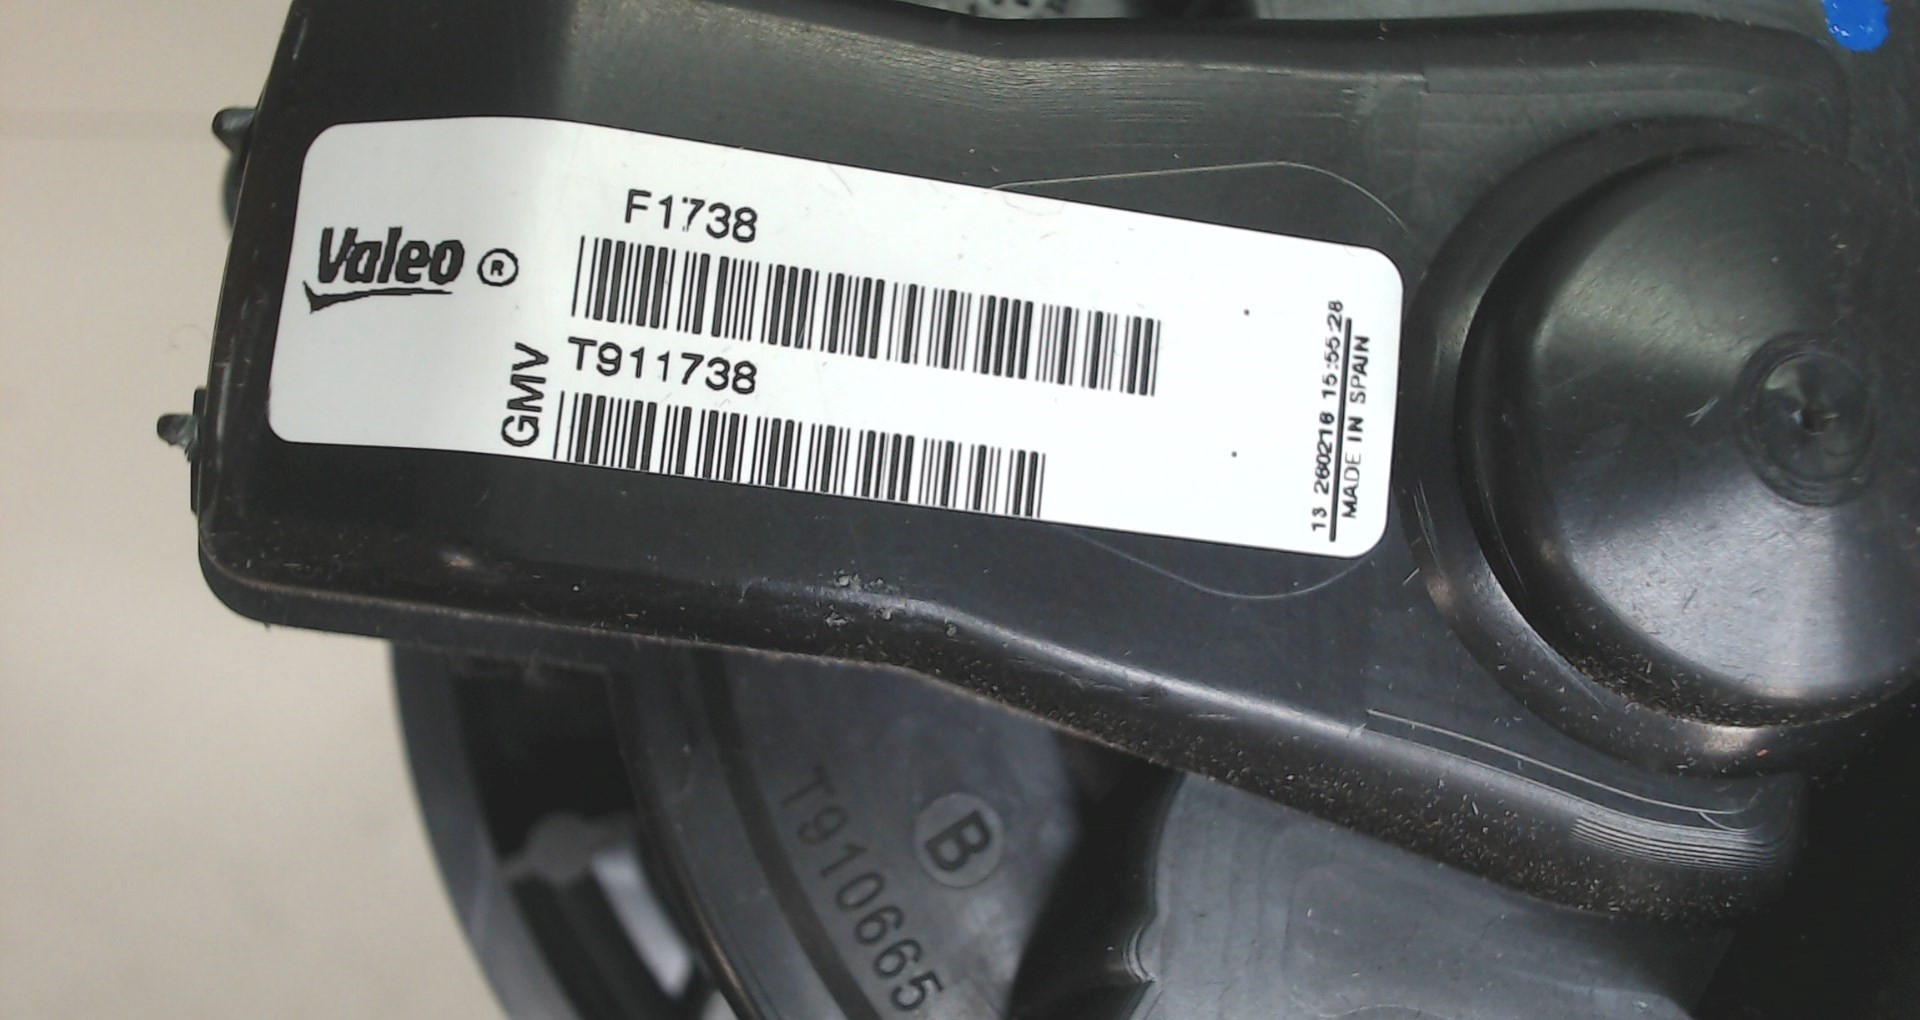 Valeo ®
F1738
GMV
T911738
13 260216 15:55:28
MADE IN SPAIN
B
T910665